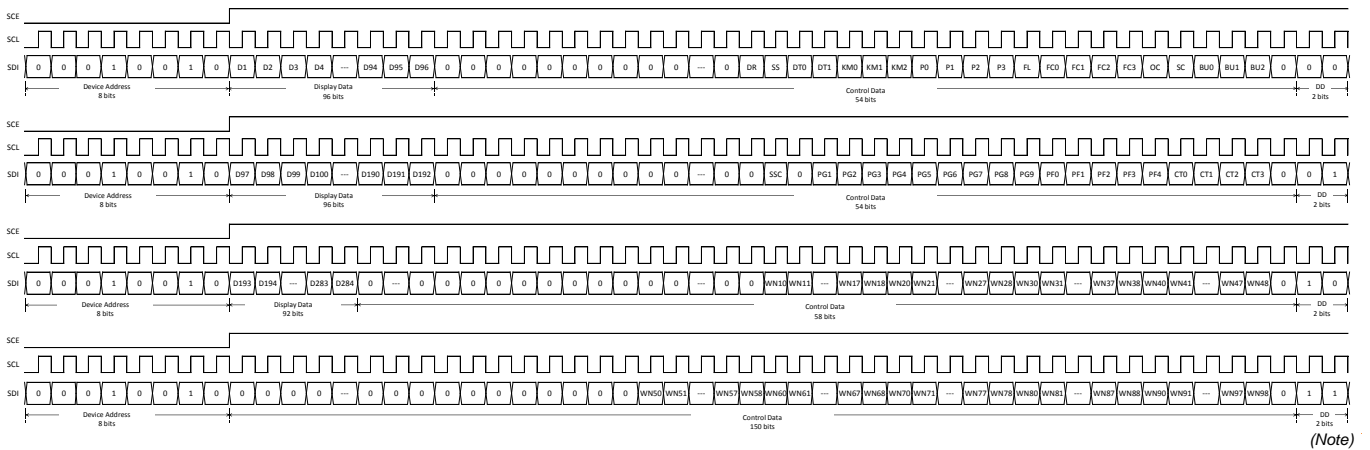 SCE
SCL
SDI 0 0 0 1 0 0 1 0 D1 D2 D3 D4 --- D94 D95 D96 0 0 0 0 0 0 0 0 0 0 --- 0 DR SS DT0 DT1 KM0 KM1 KM2 P0 P1 P2 P3 FL FC0 FC1 FC2 FC3 OC SC BU0 BU1 BU2 0 0 0
Device Address Display Data Control Data DD
8 bits 96 bits 54 bits 2 bits
SCE
SCL
SDI 0 0 0 1 0 0 1 0 D97 D98 D99 D100 --- D190 D191 D192 0 0 0 0 0 0 0 0 0 0 --- 0 0 SSC 0 PG1 PG2 PG3 PG4 PG5 PG6 PG7 PG8 PG9 PF0 PF1 PF2 PF3 PF4 CT0 CT1 CT2 CT3 0 0 1
Device Address Display Data Control Data DD
8 bits 96 bits 54 bits 2 bits
SCE
SCL
SDI 0 0 0 1 0 0 1 0 D193 D194 --- D283 D284 0 --- 0 0 0 0 0 0 0 0 0 0 0 --- 0 0 WN10 WN11 --- WN17 WN18 WN20 WN21 --- WN27 WN28 WN30 WN31 --- WN37 WN38 WN40 WN41 --- WN47 WN48 0 1 0
Device Address Display Data Control Data DD
8 bits 92 bits 58 bits 2 bits
SCE
SCL
SDI 0 0 0 1 0 0 1 0 0 0 0 0 --- 0 0 0 0 0 0 0 0 0 0 0 WN50 WN51 --- WN57 WN58 WN60 WN61 --- WN67 WN68 WN70 WN71 --- WN77 WN78 WN80 WN81 --- WN87 WN88 WN90 WN91 --- WN97 WN98 0 1 1
Device Address Control Data DD
8 bits 150 bits 2 bits
(Note)